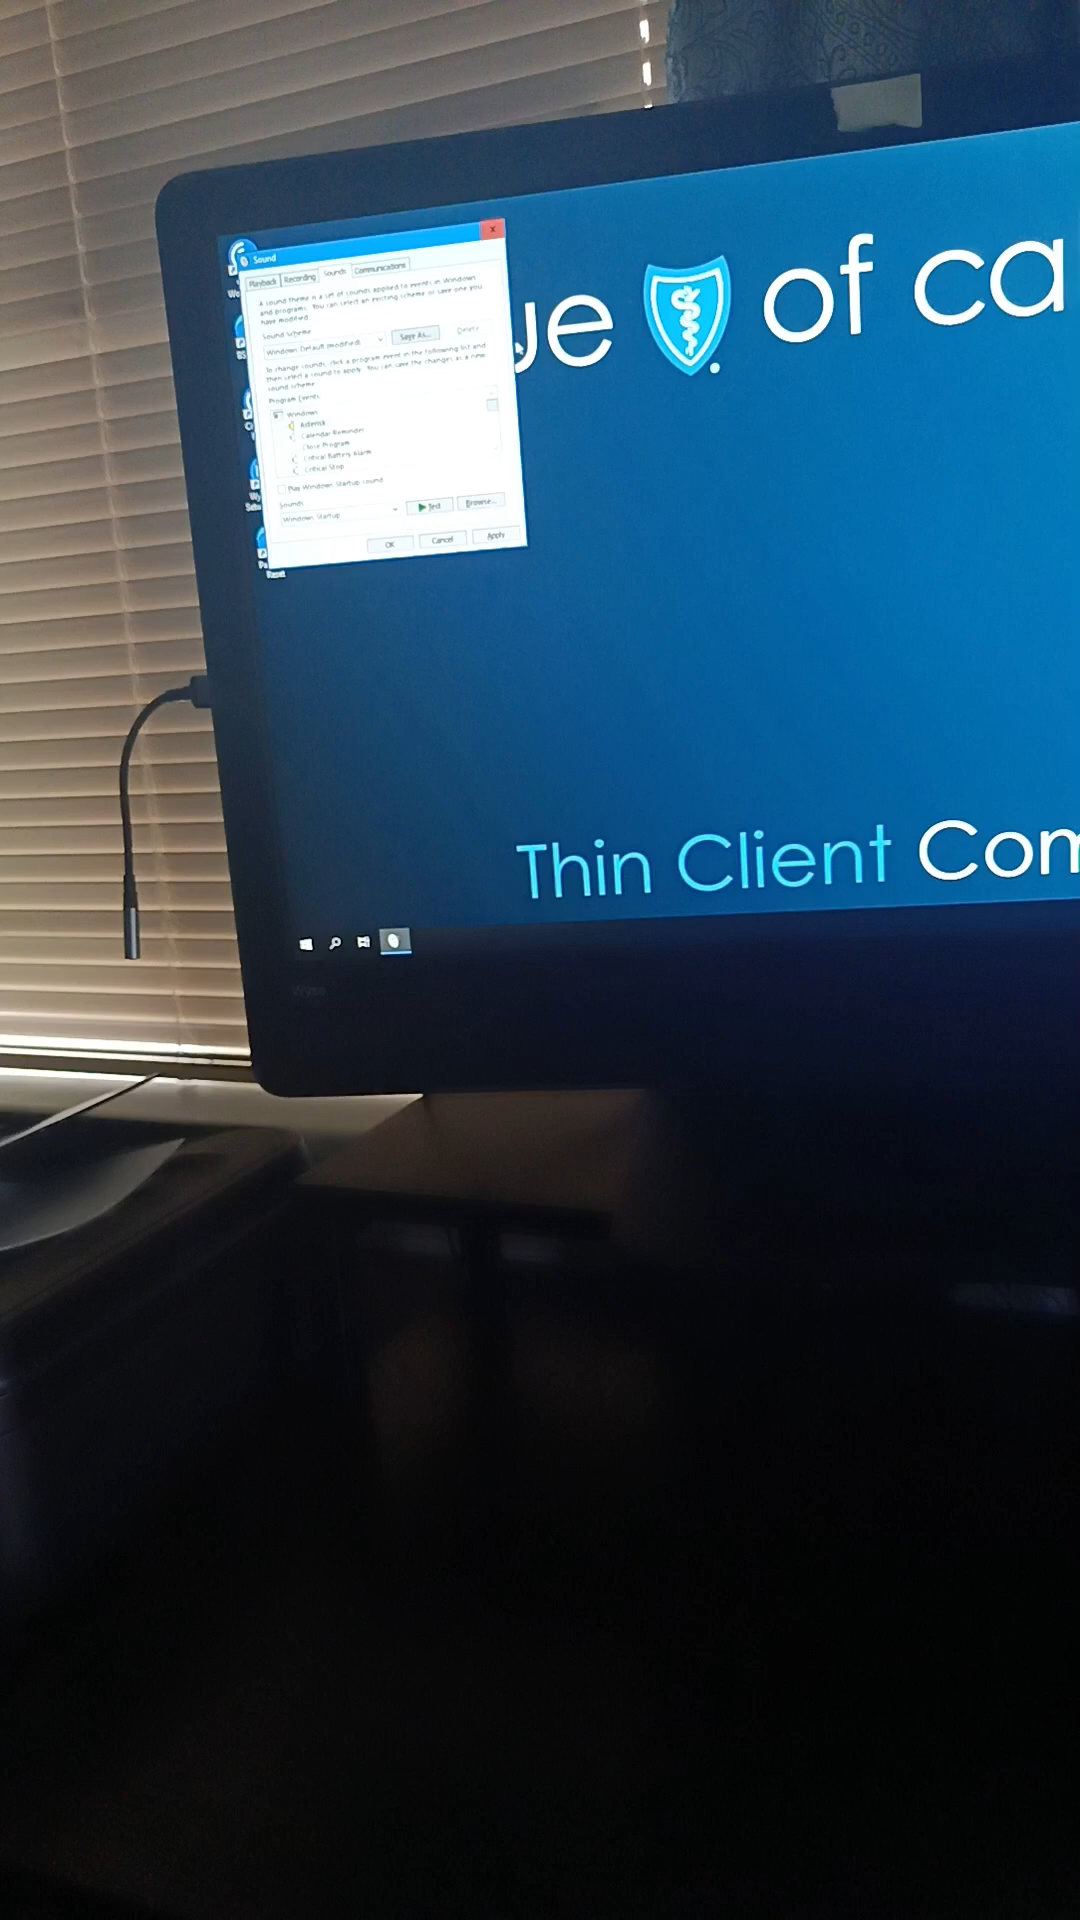 Sound
Playback Recording Sounds Communications
A sound theme is a set of sounds applied to events in Windows
and programs. You can select an existing scheme or save one you
have modified.
Sound Scheme
Windows Default (modified)
Save As...
Delete
To change sounds, click a program event in the following list and
then select a sound to apply. You can save the changes as a new
sound scheme.
Program Events
Windows
Asterisk
Calendar Reminder
Close Program
Critical Battery Alarm
Critical Stop
Play Windows Startup sound
Sounds
Windows Startup
Test
Browse...
OK
Cancel
Apply
Reset
ue of ca
Thin Client Com